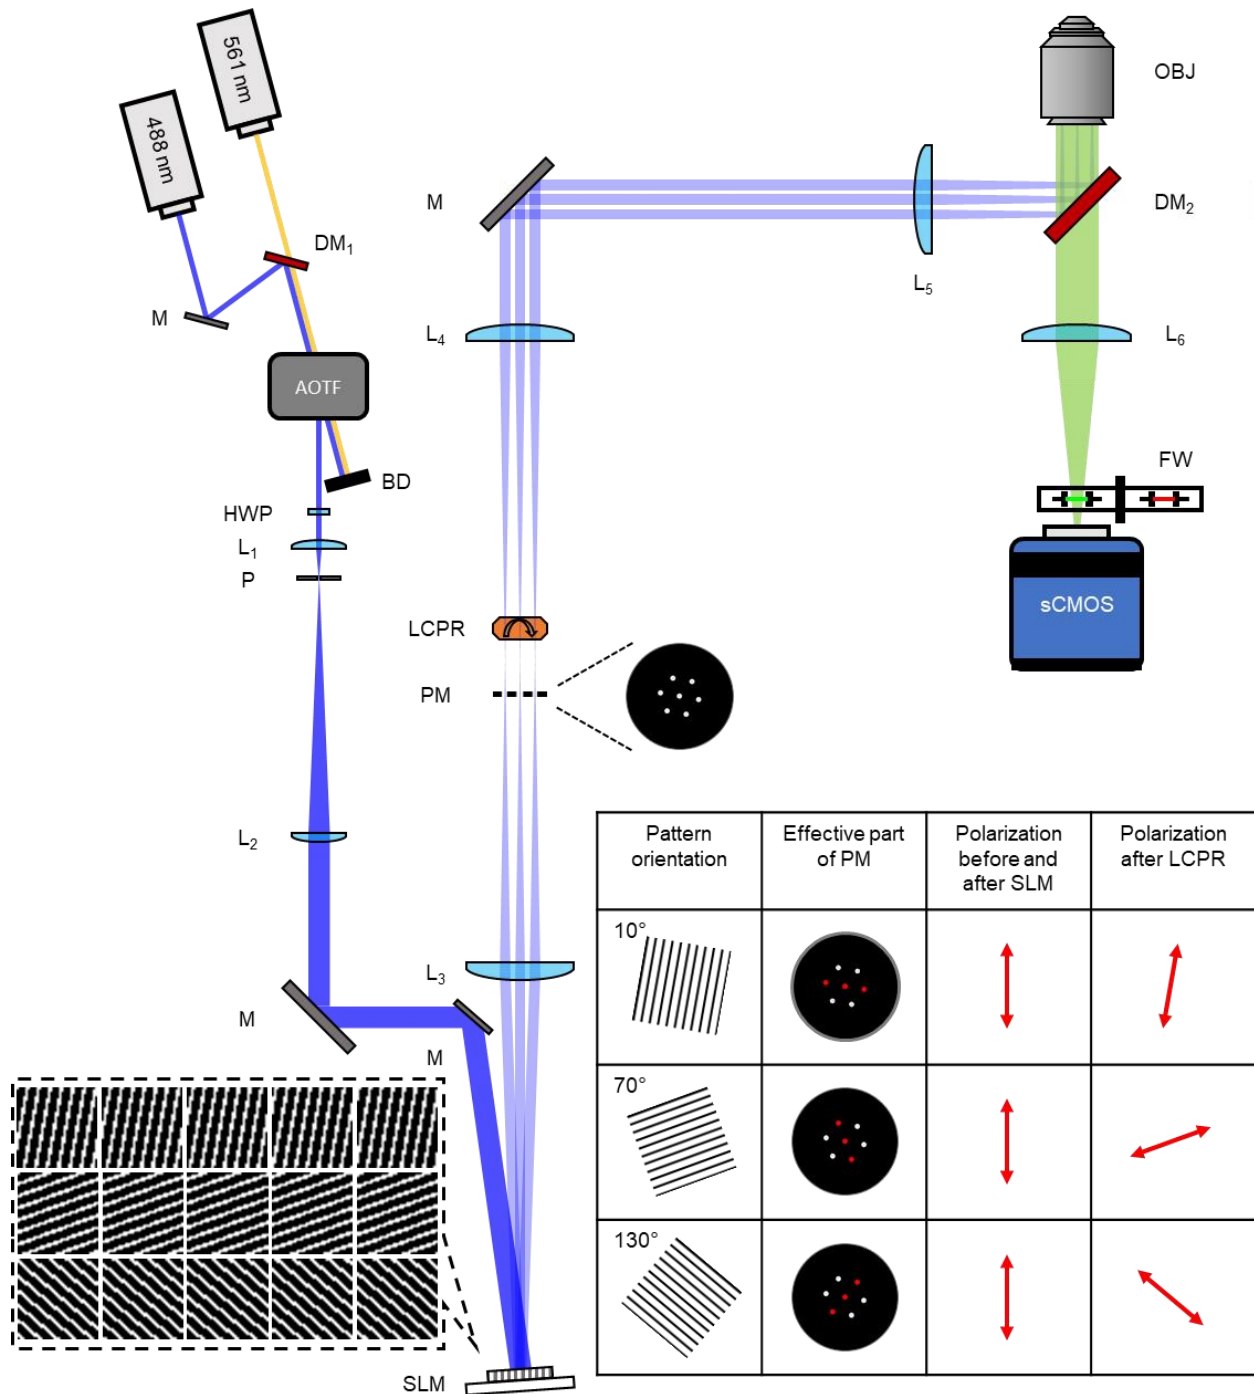 561 nm
488 nm
OBJ
M
DM2
DM1
L5
M
L4
L6
AOTF
FW
BD
HWP
L1
P
sCMOS
LCPR
PM
L2
Pattern orientation
Effective part of PM
Polarization before and after SLM
Polarization after LCPR
10°
L3
M
M
70°
130°
SLM